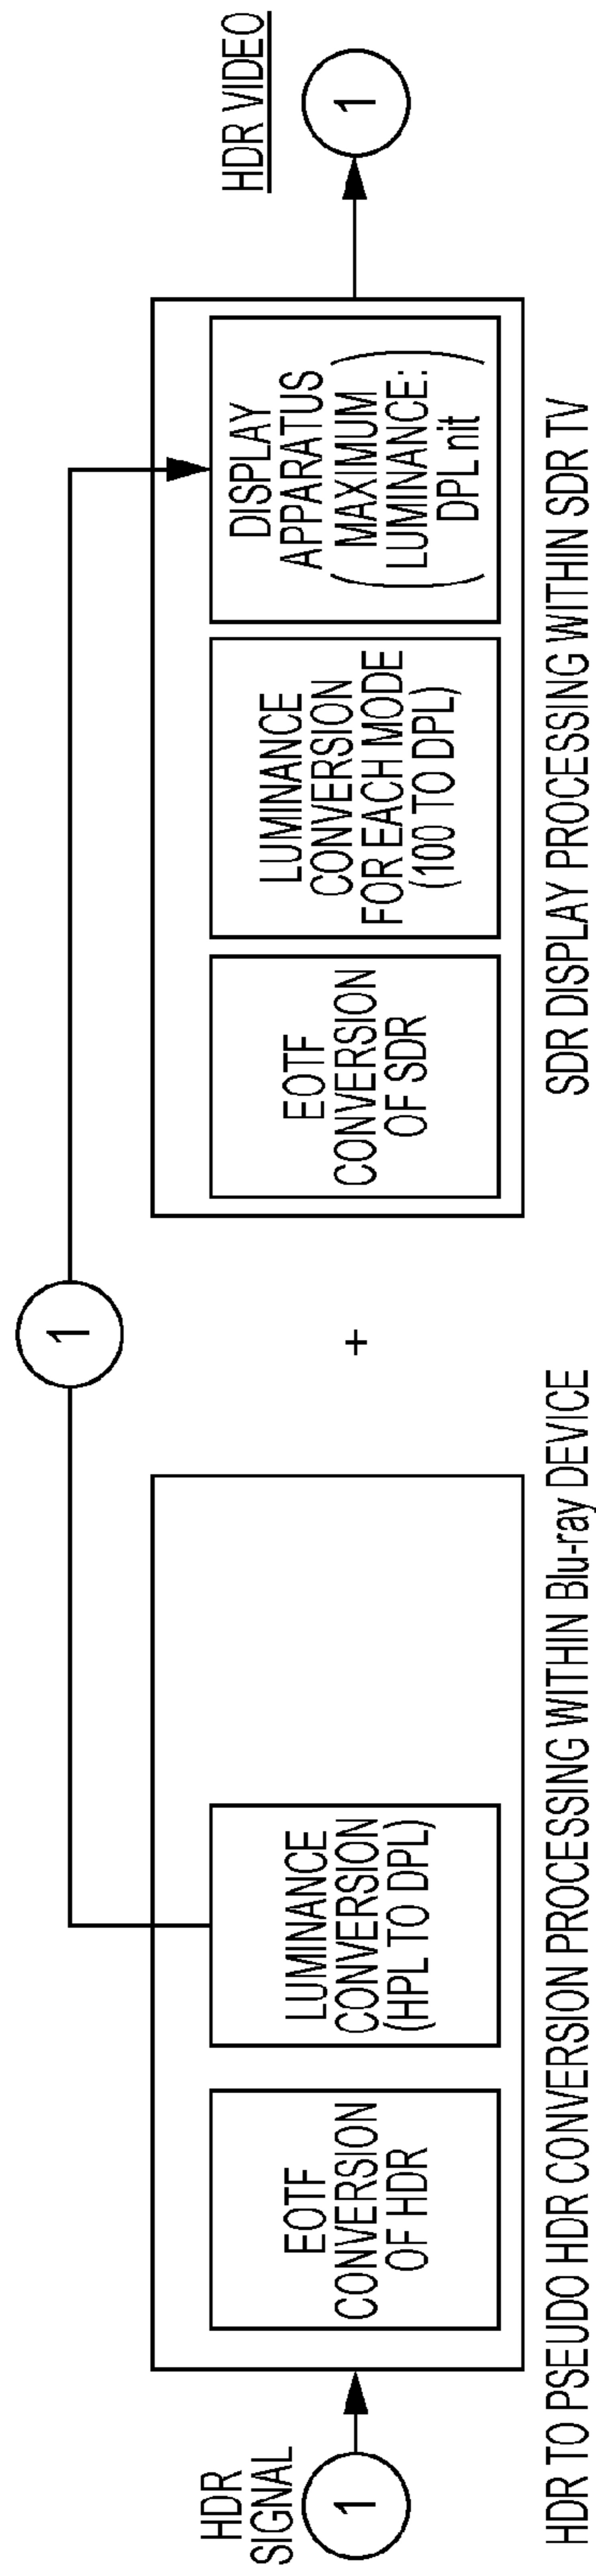 HDR
SIGNAL
1
EOTF
CONVERSION
OF HDR
LUMINANCE
CONVERSION
(HPL TO DPL)
HDR TO PSEUDO HDR CONVERSION PROCESSING WITHIN Blu-ray DEVICE
1
+
EOTF
CONVERSION
OF SDR
LUMINANCE
CONVERSION
FOR EACH MODE
(100 TO DPL)
DISPLAY
APPARATUS
(MAXIMUM
LUMINANCE:
DPL nit)
SDR DISPLAY PROCESSING WITHIN SDR TV
HDR VIDEO
1